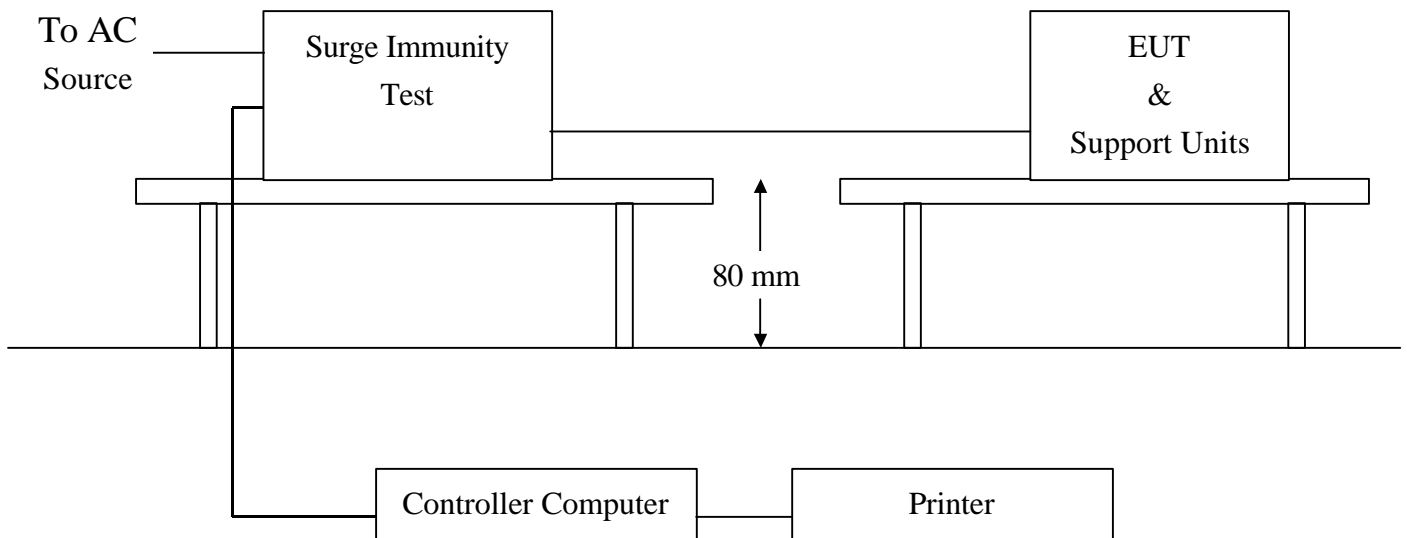 To AC
Source
Surge Immunity
Test
EUT
&
Support Units
80 mm
Controller Computer
Printer